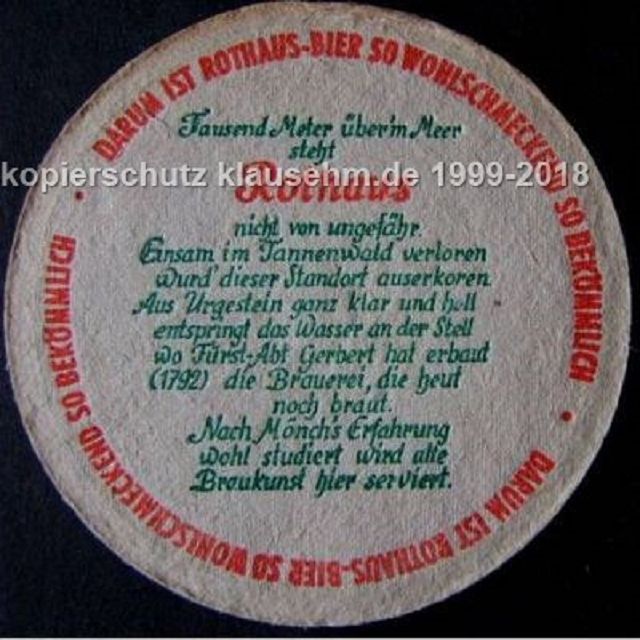 DARUM IST ROTHAUS-BIER SO WOHLSCHMECKEND SO BEKÖMMLICH •
Tausend Meter über'm Meer
steht
kopierschutz klausehm.de 1999-2018
Rothaus
nicht von ungefähr.
Einsam im Tannenwald verloren
wurd' dieser Standort auserkoren.
Aus Urgestein ganz klar und hell
entspringt das Wasser an der Stell
wo Fürst-Abt Gerbert hat erbaut
(1792) die Brauerei, die heut
noch braut.
Nach Mönch's Erfahrung
wohl studiert wird alte
Braukunst hier serviert.
DARUM IST ROTHAUS-BIER SO WOHLSCHMECKEND SO BEKÖMMLICH •